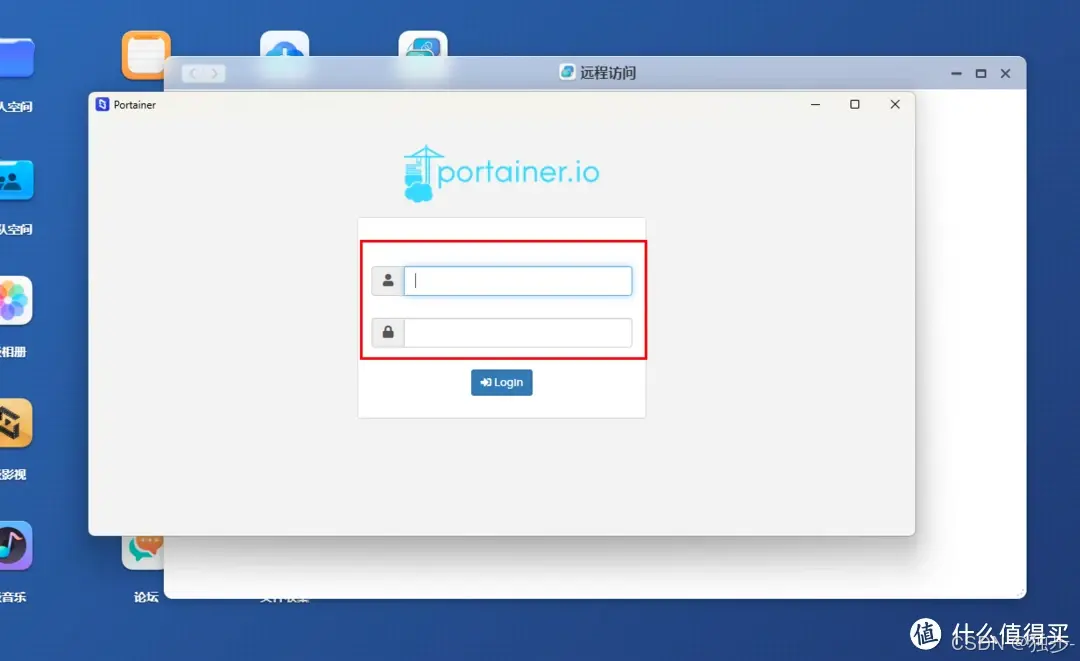 远程访问
Portainer
portainer.io
Login
人空间
队空间
相册
影视
音乐
论坛
值 什么值得买
CSDN @独步-